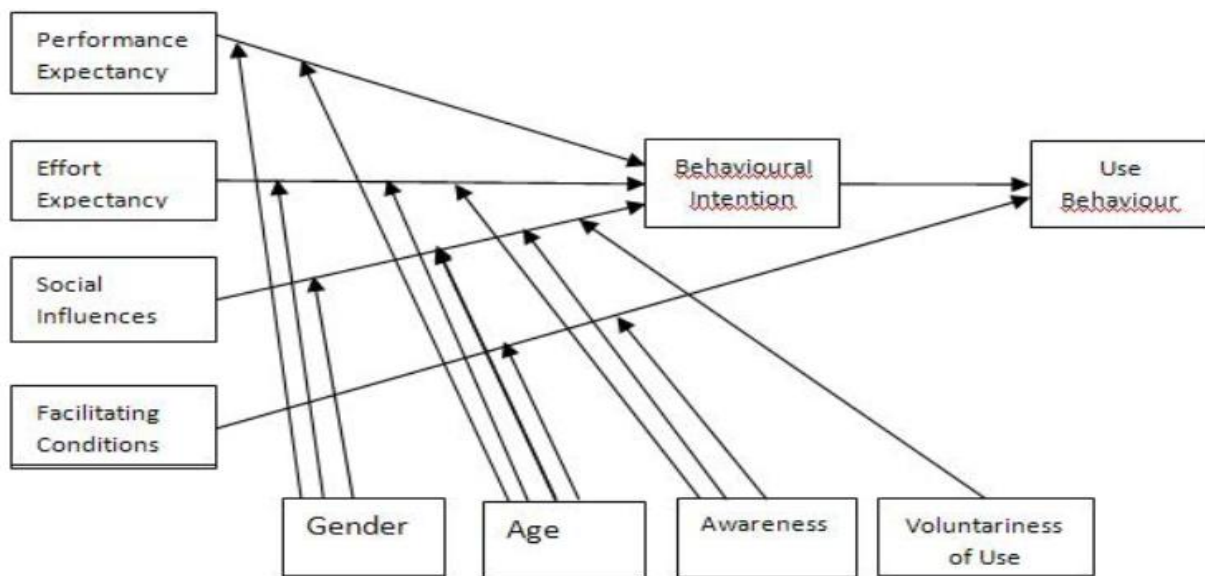 Performance
Expectancy
Effort
Expectancy
Social
Influences
Facilitating
Conditions
Behavioural
Intention
Use
Behaviour
Gender
Age
Awareness
Voluntariness
of Use